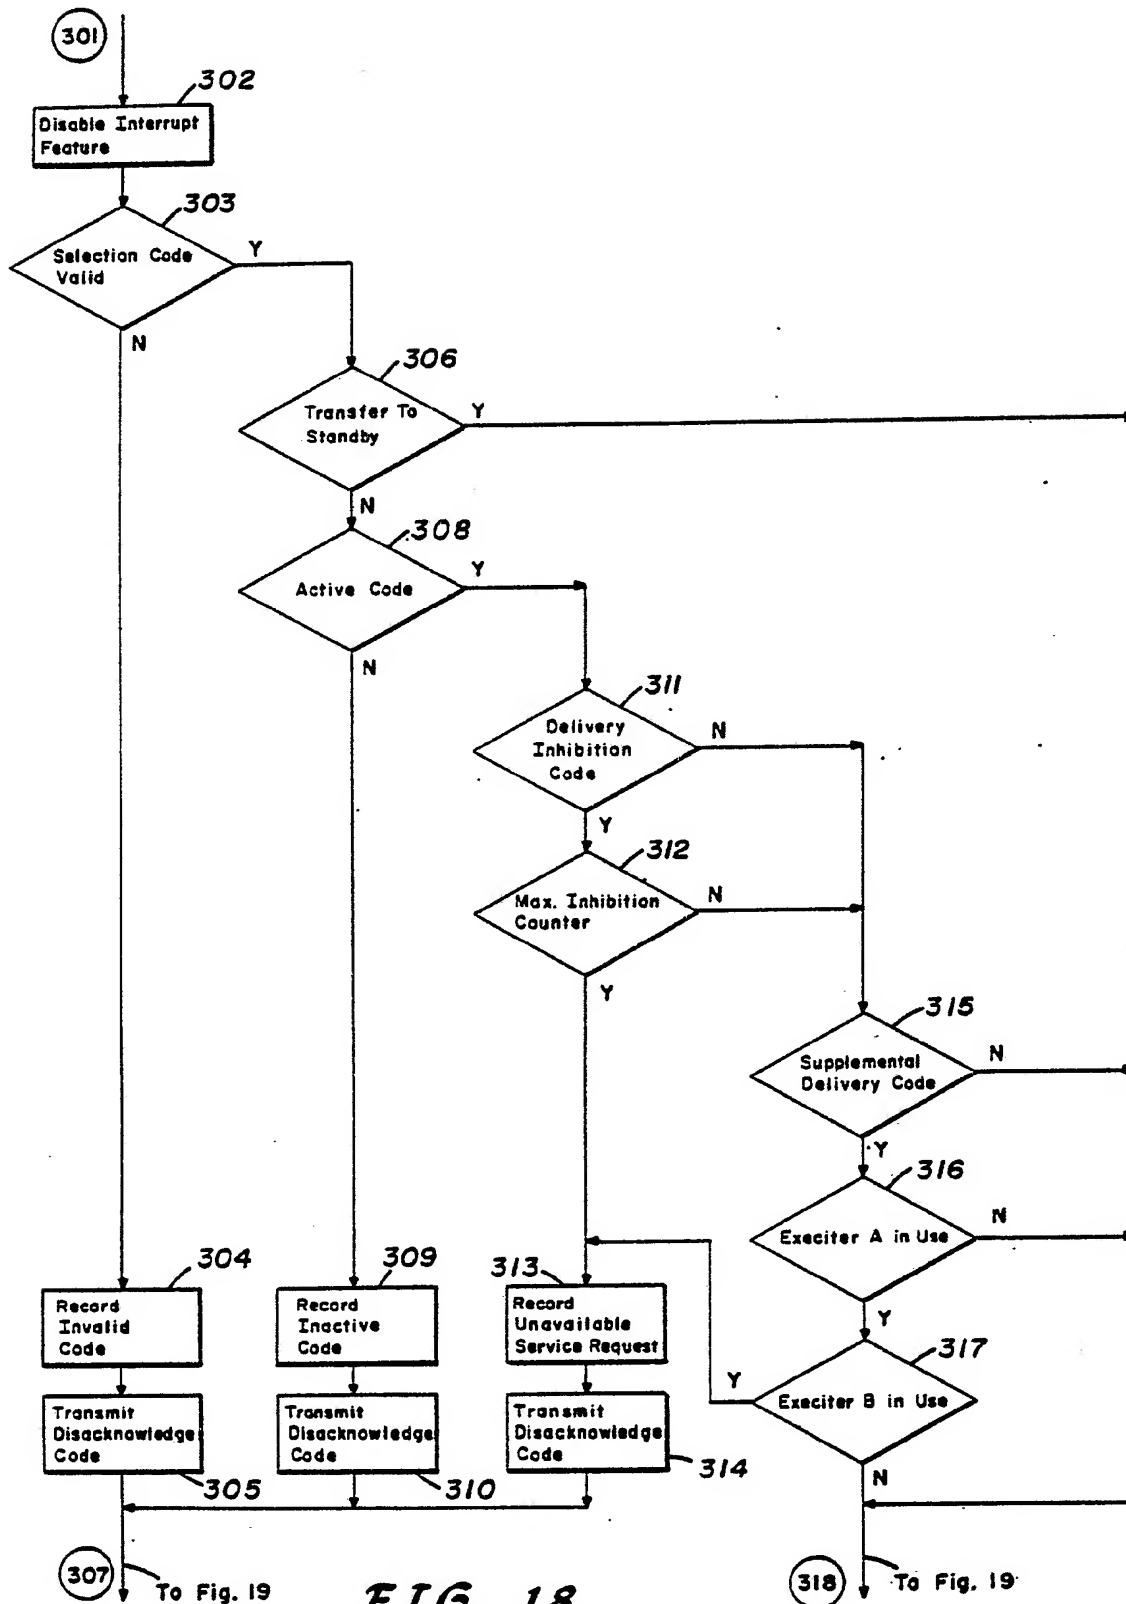 301
302
Disable Interrupt
Feature
303
Selection Code
Valid
Y
N
306
Transfer To
Standby
Y
N
308
Active Code
Y
N
311
Delivery
Inhibition
Code
N
Y
312
Max. Inhibition
Counter
N
Y
315
Supplemental
Delivery Code
N
Y
316
Execiter A in Use
N
Y
317
Execiter B in Use
Y
N
304
Record
Invalid
Code
309
Record
Inactive
Code
313
Record
Unavailable
Service Request
Transmit
Disacknowledge
Code
305
Transmit
Disacknowledge
Code
310
Transmit
Disacknowledge
Code
314
307
To Fig. 19
FIG. 18
318
To Fig. 19